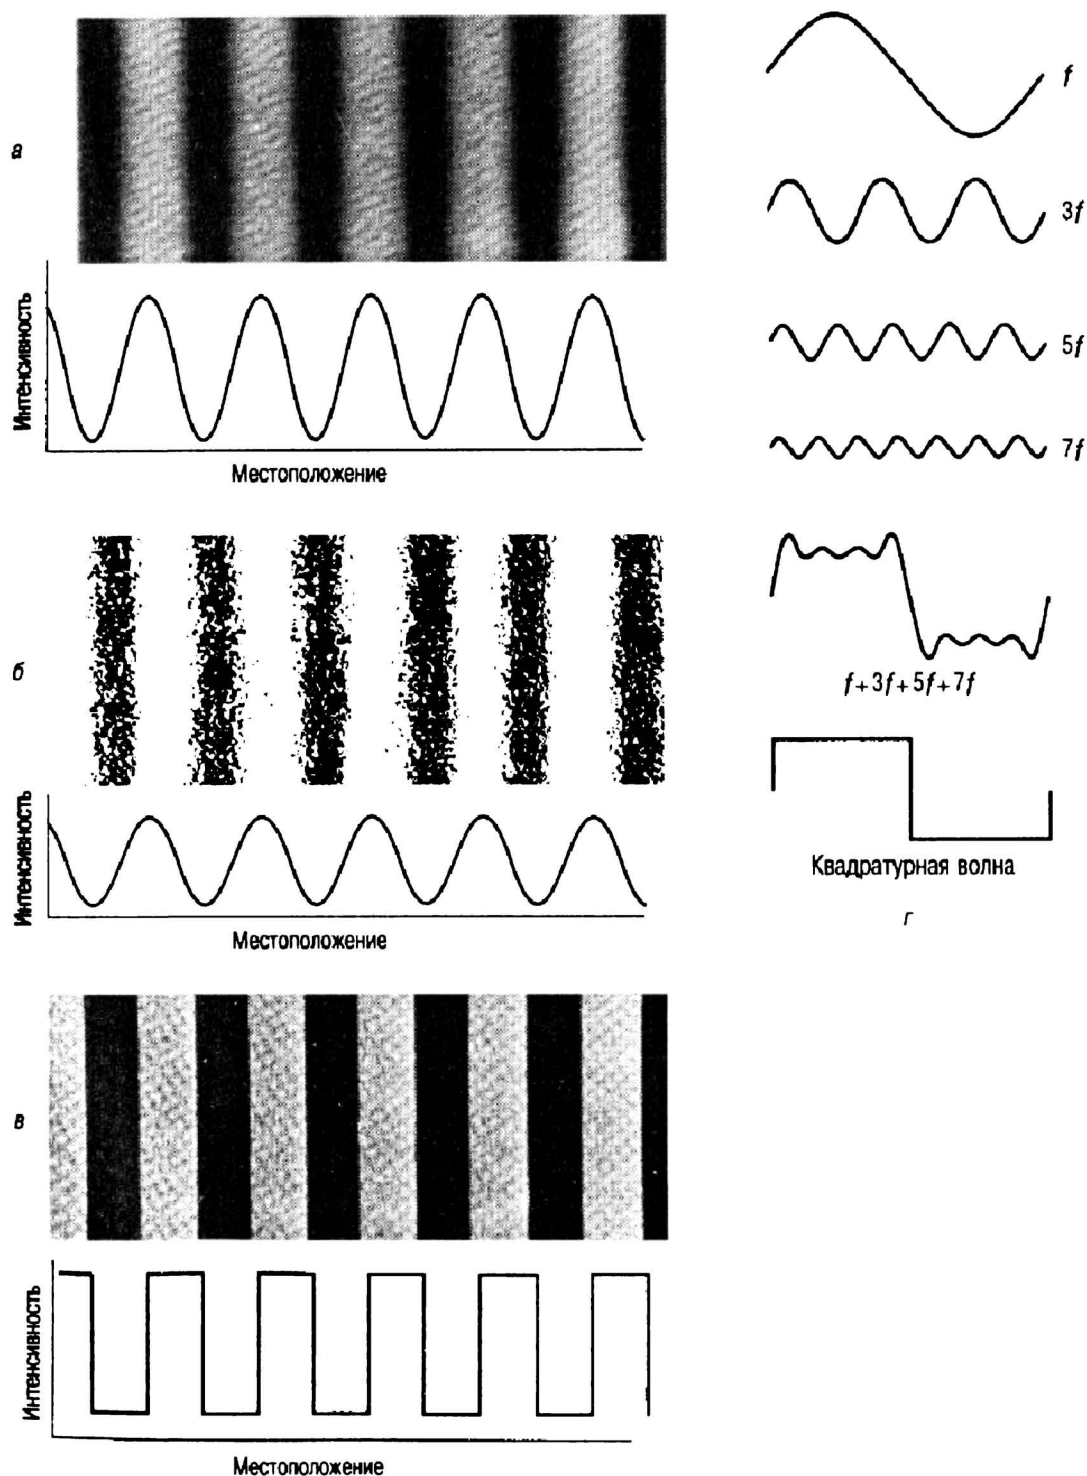 а
Интенсивность
Местоположение
б
Интенсивность
Местоположение
в
Интенсивность
Местоположение
f
3f
5f
7f
f+3f+5f+7f
Квадратурная волна
г